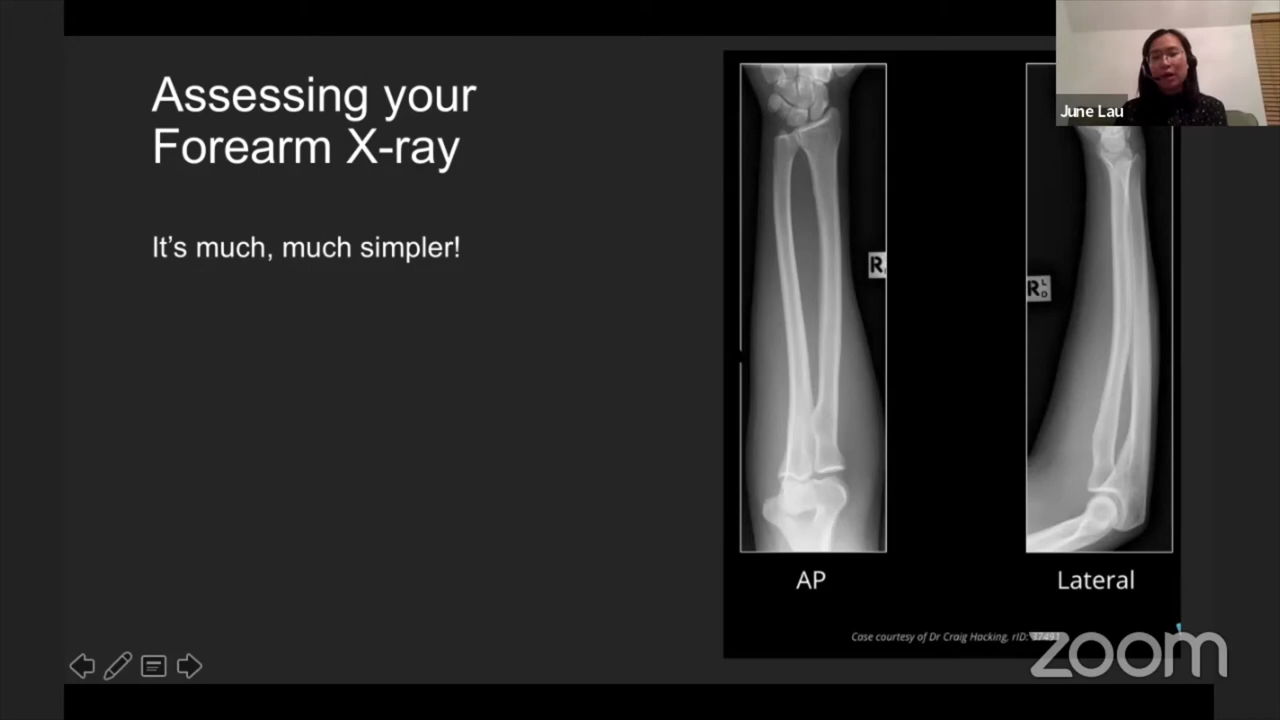 Assessing your
Forearm X-ray
It's much, much simpler!
June Lau
R
R L D
AP
Lateral
Case courtesy of Dr Craig Hacking, rID:
zoom